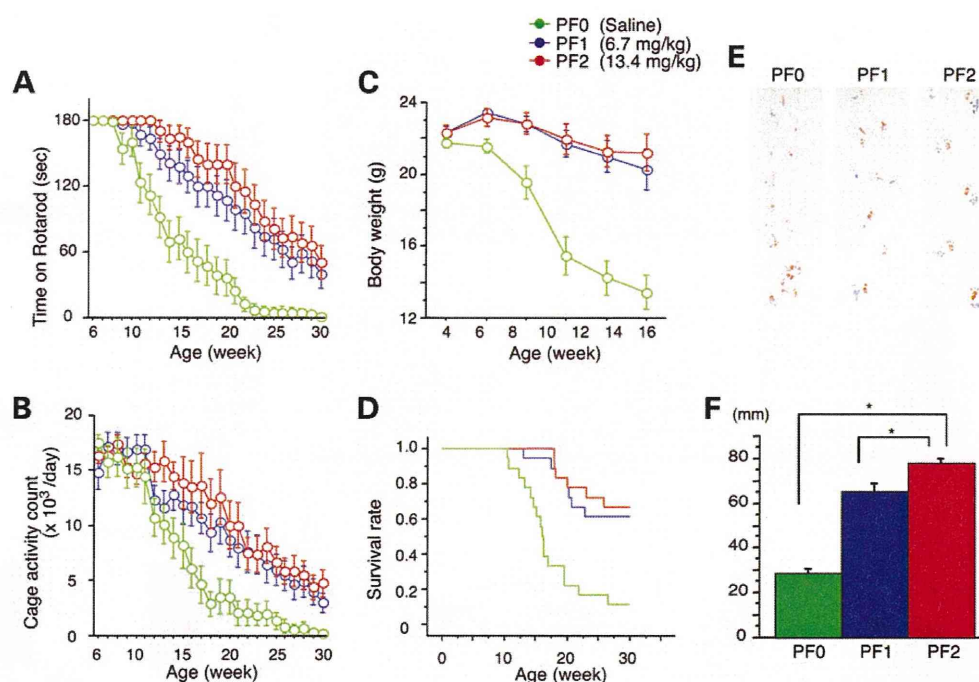 PF0 (Saline)
PF1 (6.7 mg/kg)
PF2 (13.4 mg/kg)
A
Time on Rotarod (sec)
180
120
60
0
6 10 15 20 25 30
Age (week)
C
Body weight (g)
24
22
20
18
16
14
12
4 6 8 10 12 14 16
Age (week)
E
PF0 PF1 PF2
B
Cage activity count
(x 10³ /day)
20
15
10
5
0
6 10 15 20 25 30
Age (week)
D
Survival rate
1.0
0.8
0.6
0.4
0.2
0
0 10 20 30
Age (week)
F
(mm)
80
60
40
20
0
*
*
PF0 PF1 PF2